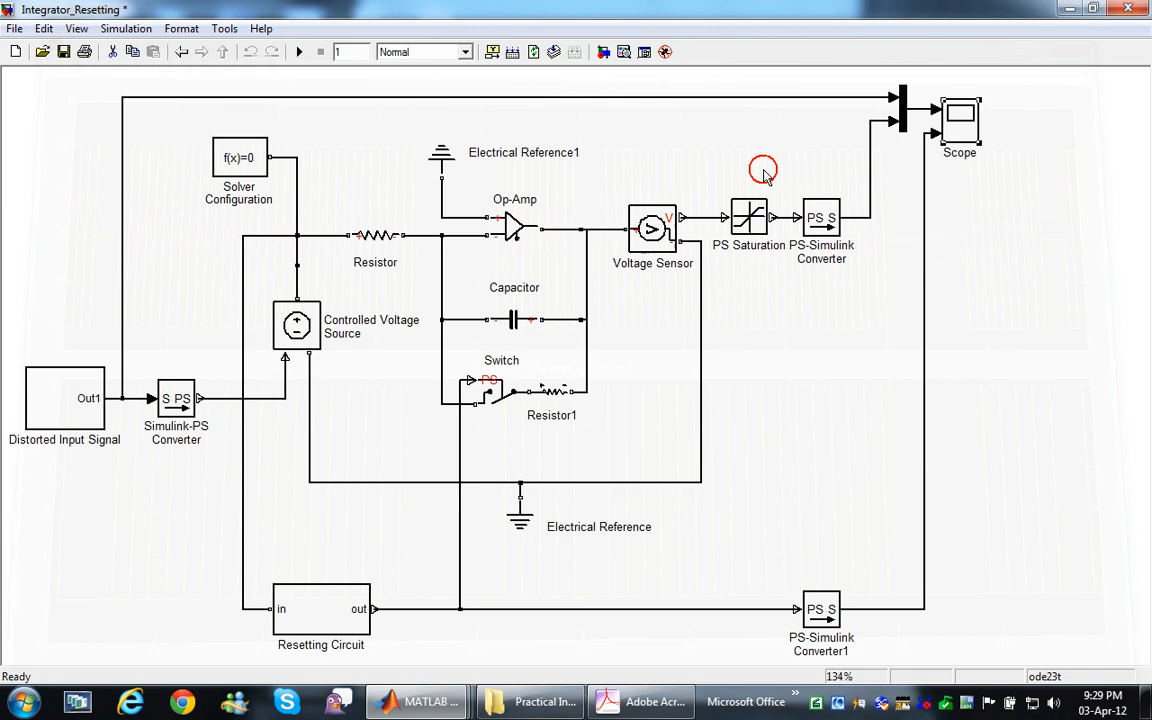 Integrator_Resetting *
File Edit View Simulation Format Tools Help
1 Normal
Scope
Electrical Reference1
f(x)=0
Solver
Configuration
Op-Amp
+
-
V
PS S
PS Saturation
PS-Simulink
Converter
Voltage Sensor
+
Resistor
Capacitor
- +
Controlled Voltage
Source
+
-
Switch
PS
+ -
Resistor1
Out1
Distorted Input Signal
S PS
Simulink-PS
Converter
Electrical Reference
in out
Resetting Circuit
PS S
PS-Simulink
Converter1
Ready
134%
ode23t
MATLAB ...
Practical In...
Adobe Acr...
Microsoft Office
»
9:29 PM
03-Apr-12